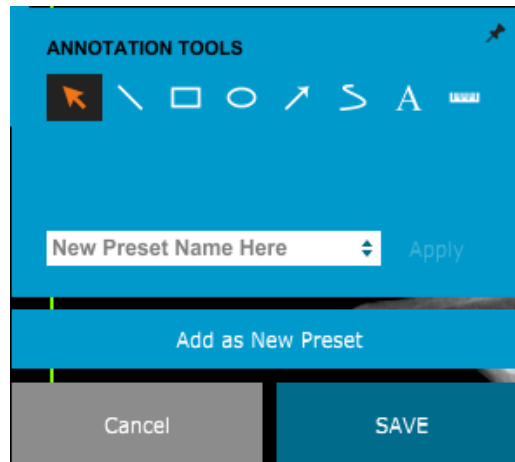 ANNOTATION TOOLS
A
New Preset Name Here
Apply
Add as New Preset
Cancel
SAVE